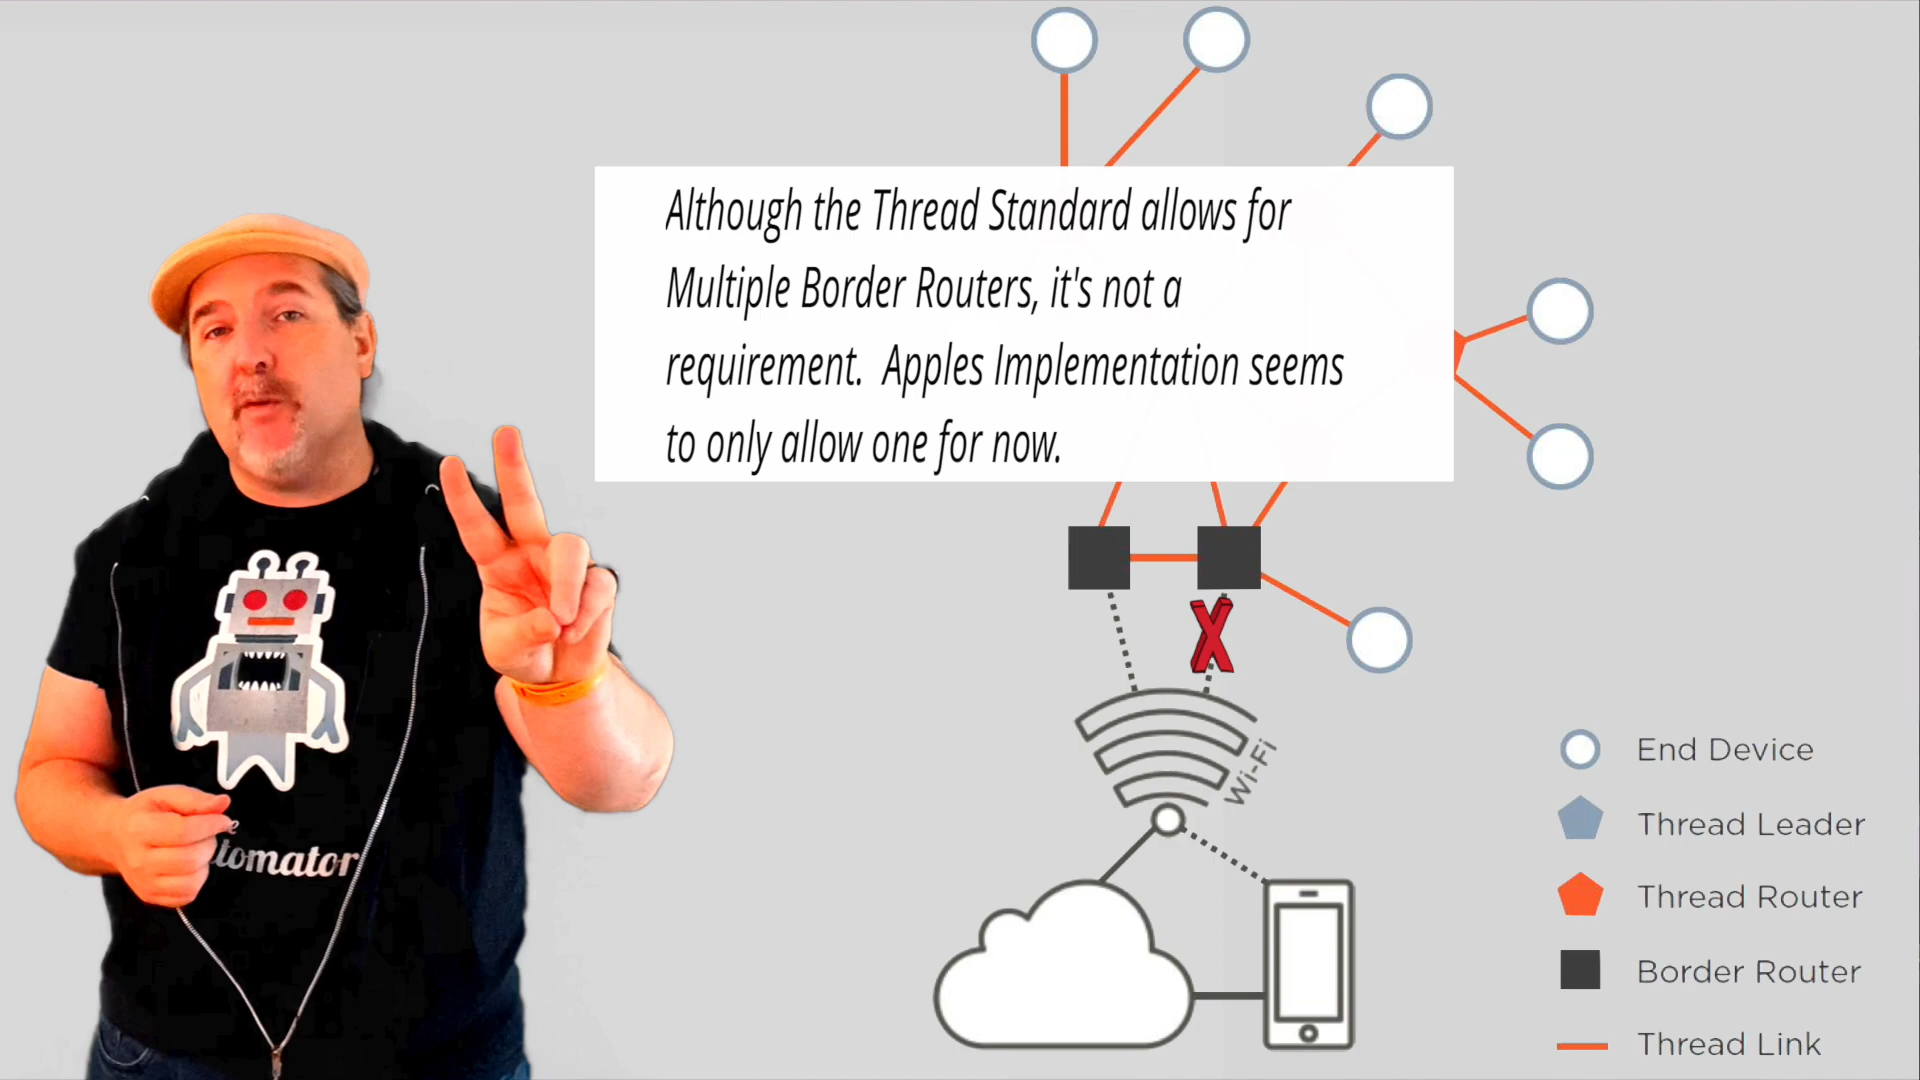 Although the Thread Standard allows for
Multiple Border Routers, it's not a
requirement.  Apples Implementation seems
to only allow one for now.
Wi-Fi
tomator
End Device
Thread Leader
Thread Router
Border Router
Thread Link